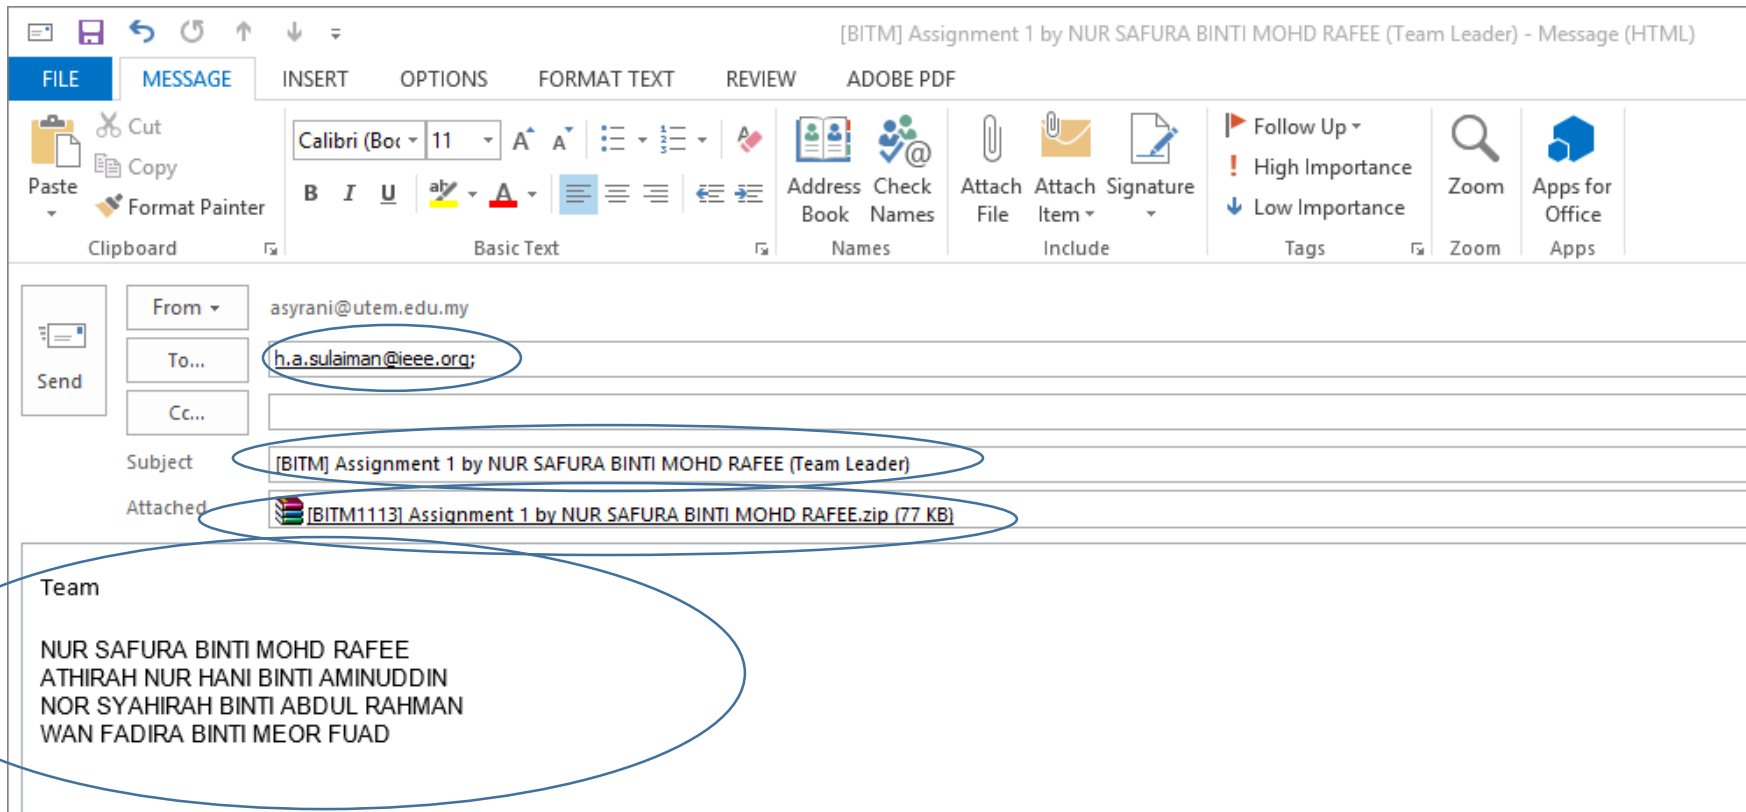 [BITM] Assignment 1 by NUR SAFURA BINTI MOHD RAFEE (Team Leader) - Message (HTML)
FILE MESSAGE INSERT OPTIONS FORMAT TEXT REVIEW ADOBE PDF
Paste
Cut
Copy
Format Painter
Clipboard
Calibri (Boc 11
Basic Text
Address Book
Check Names
Names
Attach File
Attach Item
Signature
Include
Follow Up
High Importance
Low Importance
Tags
Zoom
Zoom
Apps for Office
Apps
Send
From asyrani@utem.edu.my
To... h.a.sulaiman@ieee.org;
Cc...
Subject [BITM] Assignment 1 by NUR SAFURA BINTI MOHD RAFEE (Team Leader)
Attached [BITM1113] Assignment 1 by NUR SAFURA BINTI MOHD RAFEE.zip (77 KB)
Team
NUR SAFURA BINTI MOHD RAFEE
ATHIRAH NUR HANI BINTI AMINUDDIN
NOR SYAHIRAH BINTI ABDUL RAHMAN
WAN FADIRA BINTI MEOR FUAD